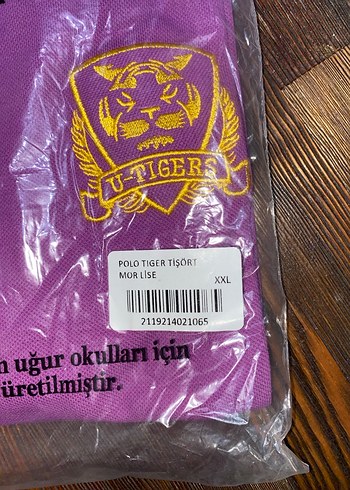 U-TIGERS
POLO TIGER TİŞÖRT
MOR LİSE
XXL
2119214021065
uğur okulları için
üretilmiştir.